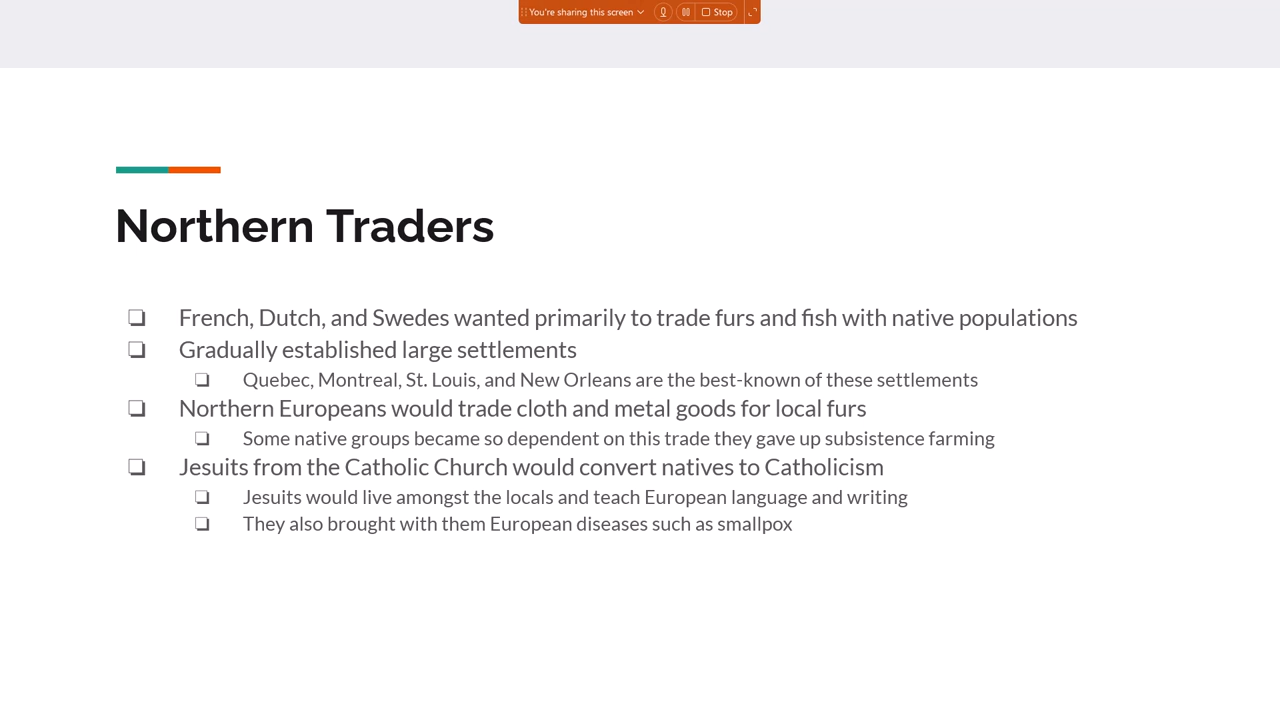 You're sharing this screen
Stop
Northern Traders
❏ French, Dutch, and Swedes wanted primarily to trade furs and fish with native populations
❏ Gradually established large settlements
❏ Quebec, Montreal, St. Louis, and New Orleans are the best-known of these settlements
❏ Northern Europeans would trade cloth and metal goods for local furs
❏ Some native groups became so dependent on this trade they gave up subsistence farming
❏ Jesuits from the Catholic Church would convert natives to Catholicism
❏ Jesuits would live amongst the locals and teach European language and writing
❏ They also brought with them European diseases such as smallpox